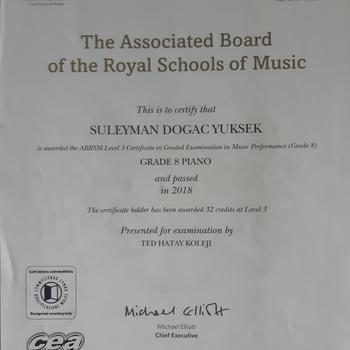 The Associated Board
of the Royal Schools of Music
This is to certify that
SULEYMAN DOGAC YUKSEK
is awarded the ABRSM Level 3 Certificate in Graded Examination in Music Performance (Grade 8)
GRADE 8 PIANO
and passed
in 2018
The certificate holder has been awarded 32 credits at Level 3
Presented for examination by
TED HATAY KOLEJI
Michael Elliott
Michael Elliott
Chief Executive
Recognised awarding body
cea